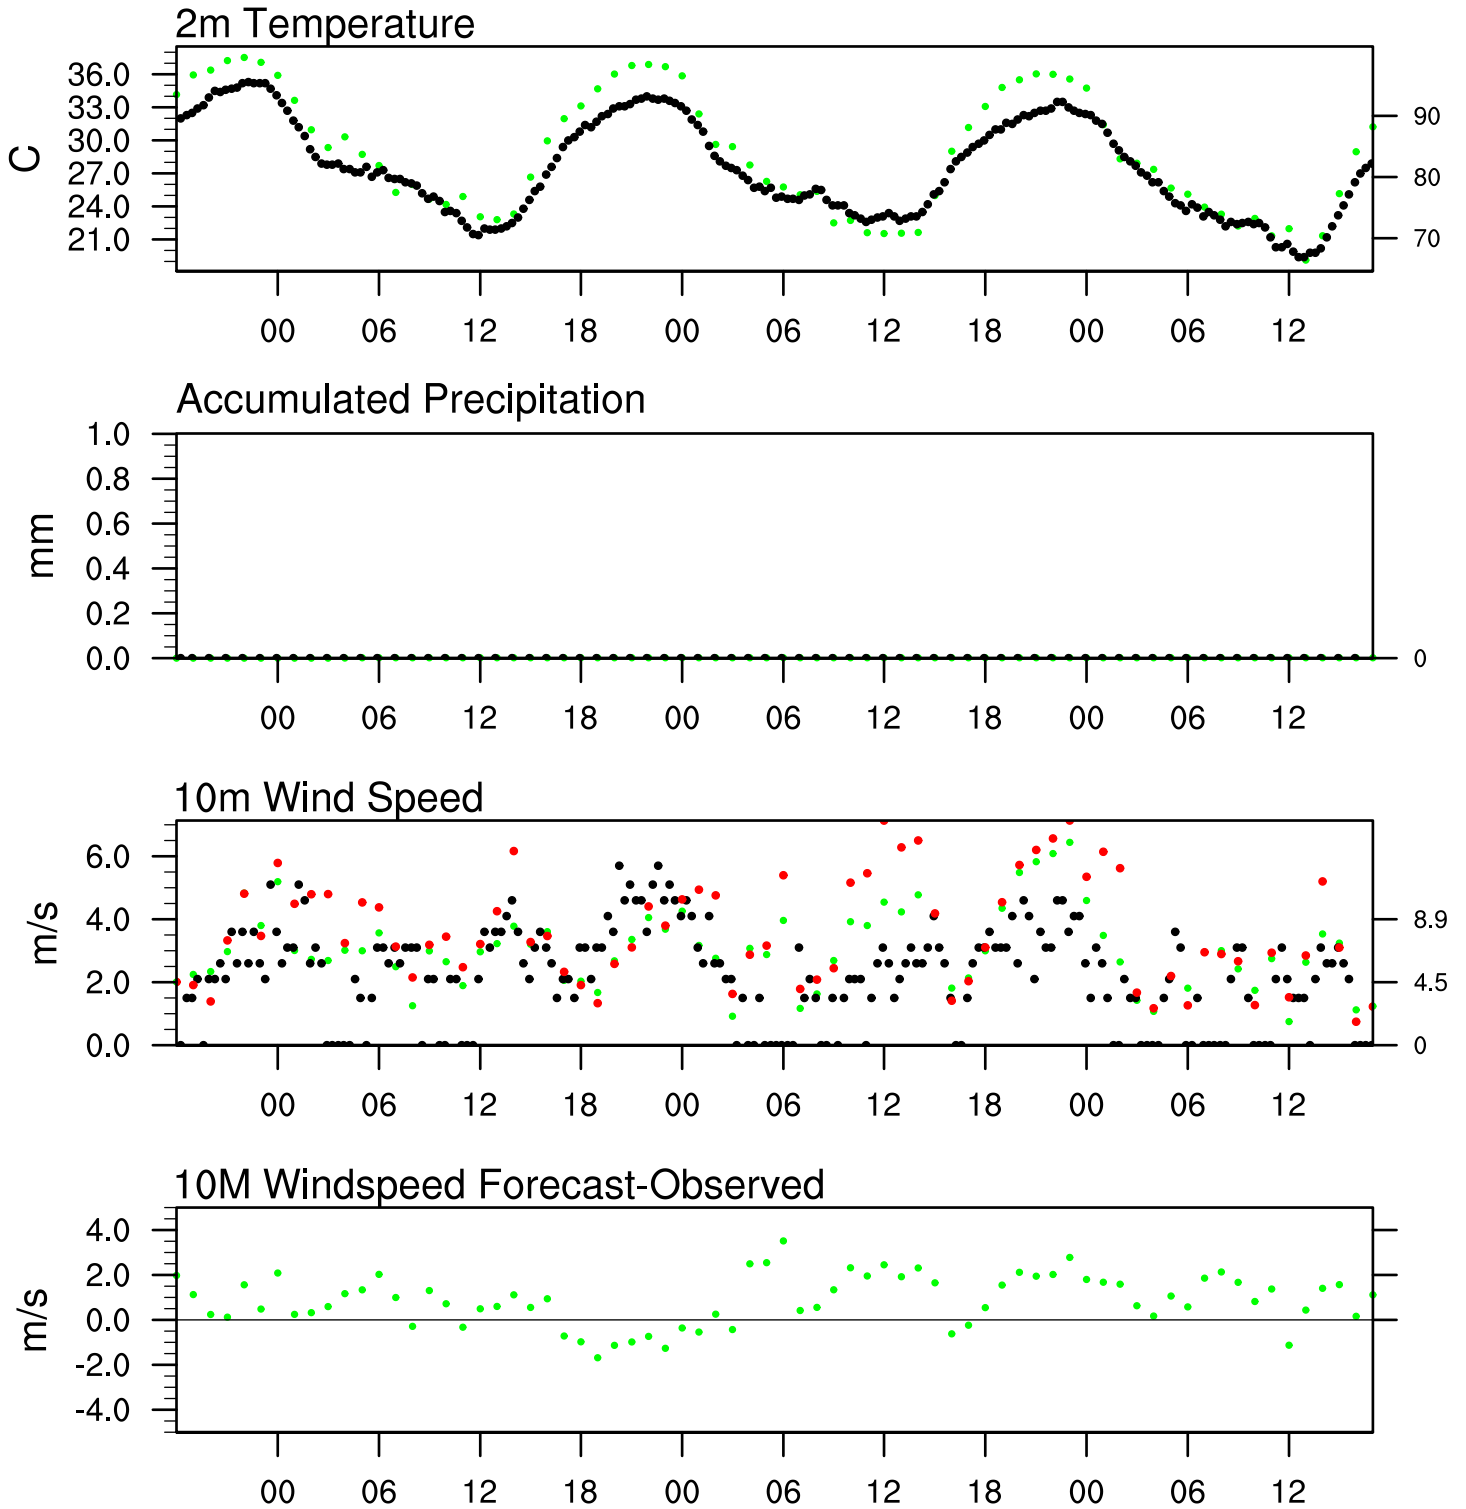 2m Temperature
C
36.0
33.0
30.0
27.0
24.0
21.0
90
80
70
00 06 12 18 00 06 12 18 00 06 12
Accumulated Precipitation
mm
1.0
0.8
0.6
0.4
0.2
0.0
0
00 06 12 18 00 06 12 18 00 06 12
10m Wind Speed
m/s
6.0
4.0
2.0
0.0
8.9
4.5
0
00 06 12 18 00 06 12 18 00 06 12
10M Windspeed Forecast-Observed
m/s
4.0
2.0
0.0
-2.0
-4.0
00 06 12 18 00 06 12 18 00 06 12